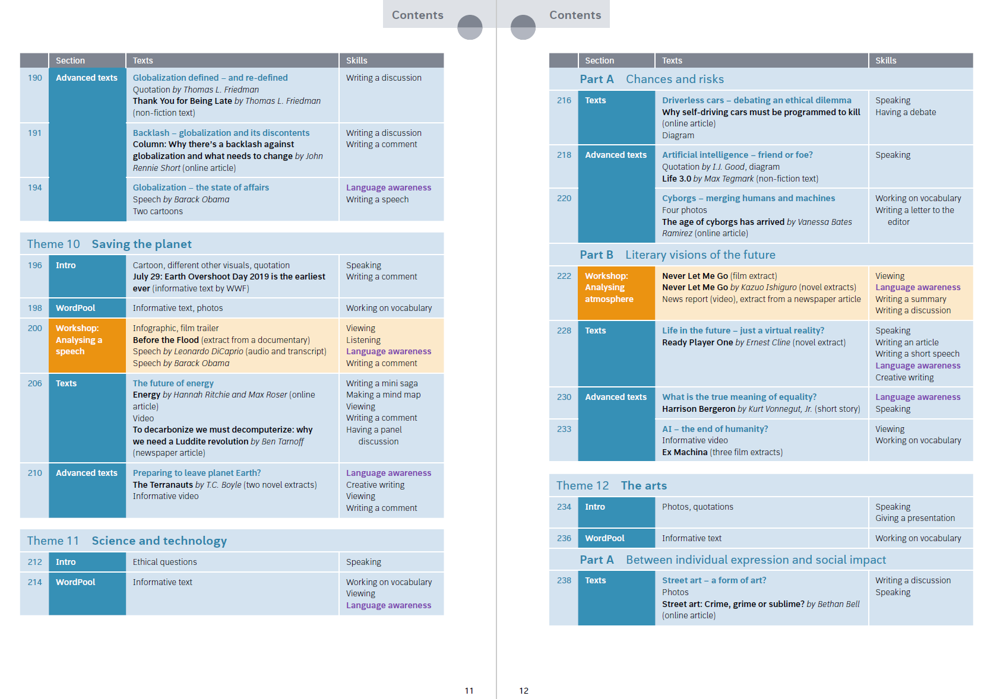 Contents
Section Texts Skills
190 Advanced texts Globalization defined – and re-defined Writing a discussion
Quotation by Thomas L. Friedman
Thank You for Being Late by Thomas L. Friedman
(non-fiction text)
191 Backlash – globalization and its discontents Writing a discussion
Column: Why there's a backlash against Writing a comment
globalization and what needs to change by John
Rennie Short (online article)
194 Globalization – the state of affairs Language awareness
Speech by Barack Obama Writing a speech
Two cartoons
Theme 10 Saving the planet
196 Intro Cartoon, different other visuals, quotation Speaking
July 29: Earth Overshoot Day 2019 is the earliest Writing a comment
ever (informative text by WWF)
198 WordPool Informative text, photos Working on vocabulary
200 Workshop: Infographic, film trailer Viewing
Analysing a Before the Flood (extract from a documentary) Listening
speech Speech by Leonardo DiCaprio (audio and transcript) Language awareness
Speech by Barack Obama Writing a comment
206 Texts The future of energy Writing a mini saga
Energy by Hannah Ritchie and Max Roser (online Making a mind map
article) Viewing
Video Writing a comment
To decarbonize we must decomputerize: why Having a panel
we need a Luddite revolution by Ben Tarnoff discussion
(newspaper article)
210 Advanced texts Preparing to leave planet Earth? Language awareness
The Terranauts by T.C. Boyle (two novel extracts) Creative writing
Informative video Viewing
Writing a comment
Theme 11 Science and technology
212 Intro Ethical questions Speaking
214 WordPool Informative text Working on vocabulary
Viewing
Language awareness
11
Contents
Section Texts Skills
Part A Chances and risks
216 Texts Driverless cars – debating an ethical dilemma Speaking
Why self-driving cars must be programmed to kill Having a debate
(online article)
Diagram
218 Advanced texts Artificial intelligence – friend or foe? Speaking
Quotation by I.J. Good, diagram
Life 3.0 by Max Tegmark (non-fiction text)
220 Cyborgs – merging humans and machines Working on vocabulary
Four photos Writing a letter to the
The age of cyborgs has arrived by Vanessa Bates editor
Ramirez (online article)
Part B Literary visions of the future
222 Workshop: Never Let Me Go (film extract) Viewing
Analysing Never Let Me Go by Kazuo Ishiguro (novel extracts) Language awareness
atmosphere News report (video), extract from a newspaper article Writing a summary
Writing a discussion
228 Texts Life in the future – just a virtual reality? Speaking
Ready Player One by Ernest Cline (novel extract) Writing an article
Writing a short speech
Language awareness
Creative writing
230 Advanced texts What is the true meaning of equality? Language awareness
Harrison Bergeron by Kurt Vonnegut, Jr. (short story) Speaking
233 AI – the end of humanity? Viewing
Informative video Working on vocabulary
Ex Machina (three film extracts)
Theme 12 The arts
234 Intro Photos, quotations Speaking
Giving a presentation
236 WordPool Informative text Working on vocabulary
Part A Between individual expression and social impact
238 Texts Street art – a form of art? Writing a discussion
Photos Speaking
Street art: Crime, grime or sublime? by Bethan Bell
(online article)
12